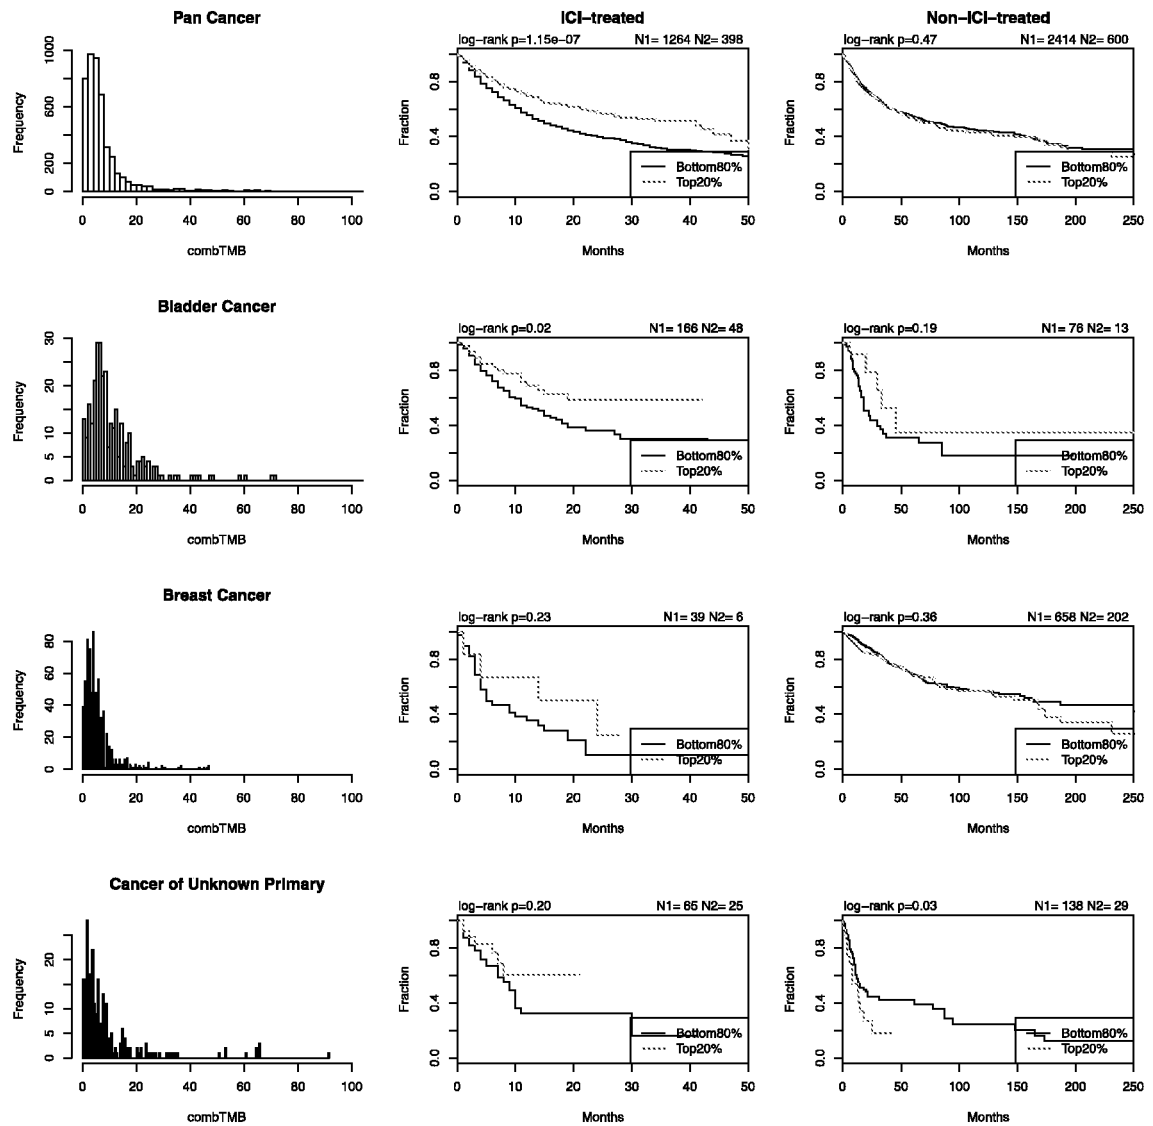 Pan Cancer
ICI-treated
Non-ICI-treated
log-rank p=1.15e-07 N1= 1264 N2= 398
log-rank p=0.47 N1= 2414 N2= 600
Frequency
0 200 600 1000
0 20 40 60 80 100
combTMB
Fraction
0.0 0.4 0.8
Bottom80%
Top20%
0 10 20 30 40 50
Months
Fraction
0.0 0.4 0.8
Bottom80%
Top20%
0 50 100 150 200 250
Months
Bladder Cancer
log-rank p=0.02 N1= 166 N2= 48
log-rank p=0.19 N1= 76 N2= 13
Frequency
0 5 10 20 30
0 20 40 60 80 100
combTMB
Fraction
0.0 0.4 0.8
Bottom80%
Top20%
0 10 20 30 40 50
Months
Fraction
0.0 0.4 0.8
Bottom80%
Top20%
0 50 100 150 200 250
Months
Breast Cancer
log-rank p=0.23 N1= 39 N2= 6
log-rank p=0.36 N1= 658 N2= 202
Frequency
0 20 40 60 80
0 20 40 60 80 100
combTMB
Fraction
0.0 0.4 0.8
Bottom80%
Top20%
0 10 20 30 40 50
Months
Fraction
0.0 0.4 0.8
Bottom80%
Top20%
0 50 100 150 200 250
Months
Cancer of Unknown Primary
log-rank p=0.20 N1= 65 N2= 25
log-rank p=0.03 N1= 138 N2= 29
Frequency
0 5 10 20
0 20 40 60 80 100
combTMB
Fraction
0.0 0.4 0.8
Bottom80%
Top20%
0 10 20 30 40 50
Months
Fraction
0.0 0.4 0.8
Bottom80%
Top20%
0 50 100 150 200 250
Months